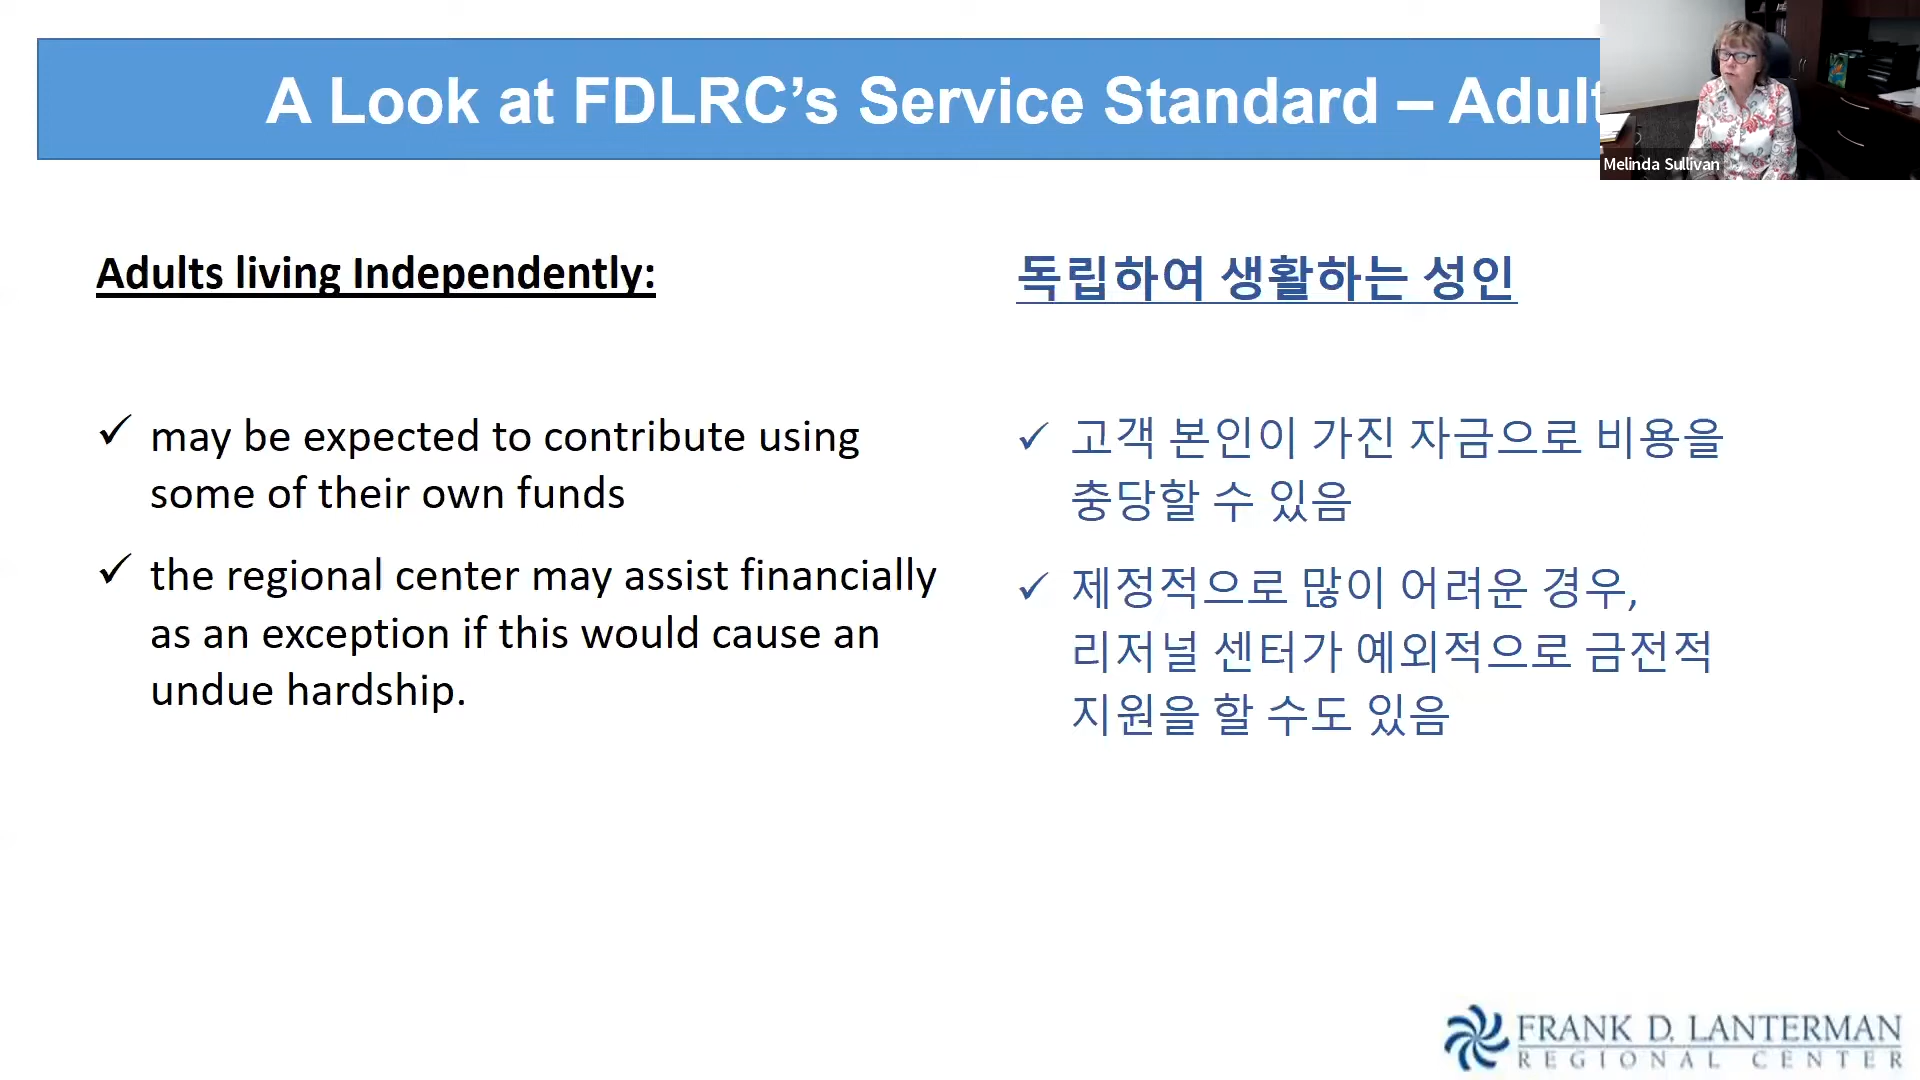 A Look at FDLRC’s Service Standard – Adult
Melinda Sullivan
Adults living Independently:
✓ may be expected to contribute using
some of their own funds
✓ the regional center may assist financially
as an exception if this would cause an
undue hardship.
독립하여 생활하는 성인
✓ 고객 본인이 가진 자금으로 비용을
충당할 수 있음
✓ 제정적으로 많이 어려운 경우,
리저널 센터가 예외적으로 금전적
지원을 할 수도 있음
FRANK D. LANTERMAN
REGIONAL CENTER